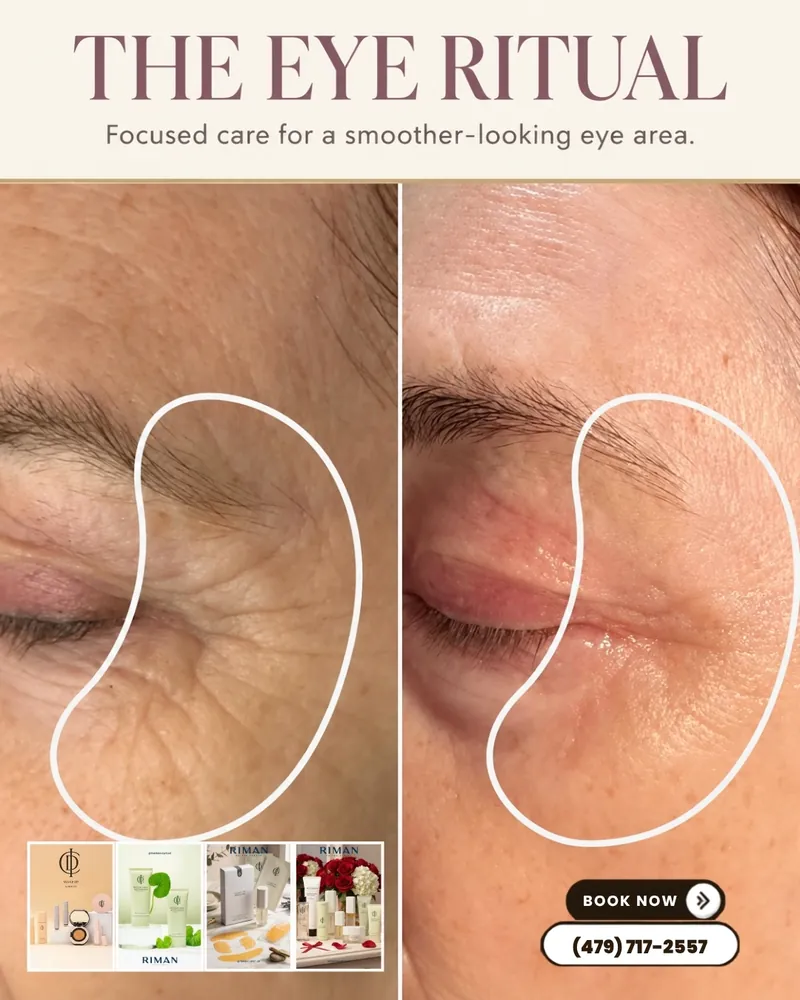 THE EYE RITUAL
Focused care for a smoother-looking eye area.
RIMAN
RIMAN
RIMAN
BOOK NOW
(479) 717-2557